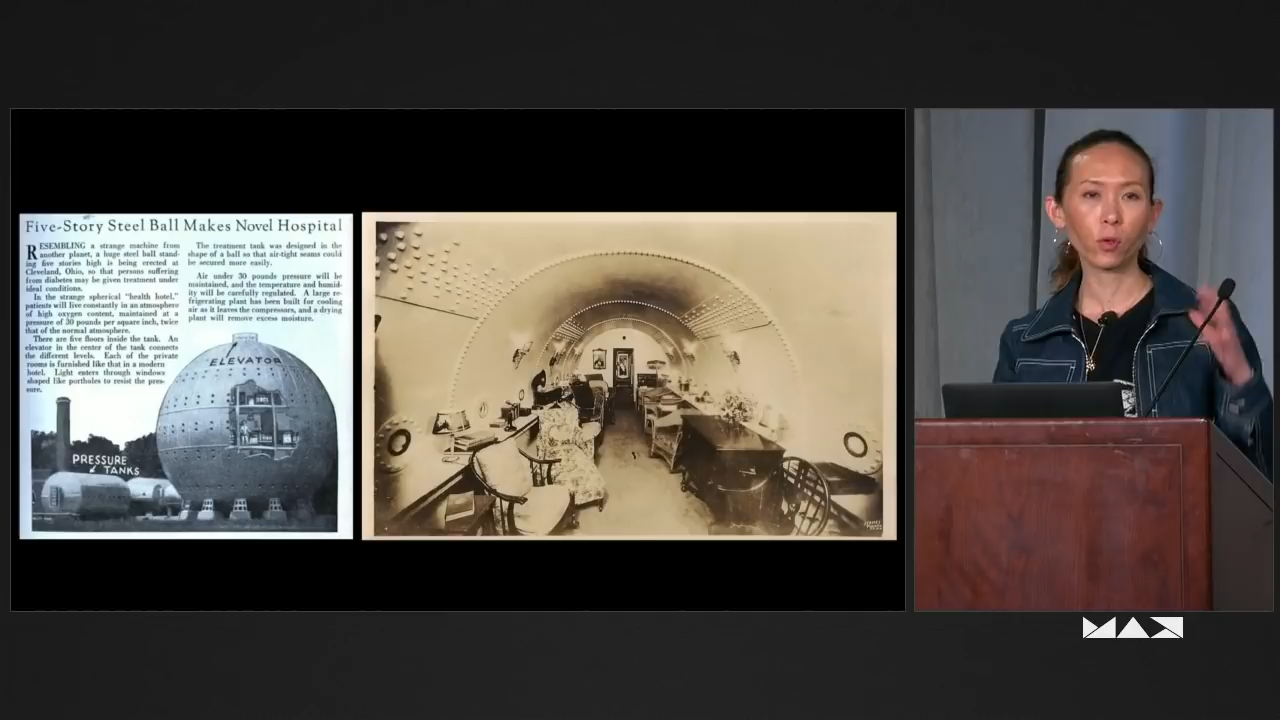 Five-Story Steel Ball Makes Novel Hospital
RESEMBLING a strange machine from
another planet, a huge steel ball stand-
ing five stories high is being erected at
Cleveland, Ohio, so that persons suffering
from diabetes may be given treatment under
ideal conditions.
In the strange spherical "health hotel,"
patients will live constantly in an atmosphere
of high oxygen content, maintained at a
pressure of 30 pounds per square inch, twice
that of the normal atmosphere.
There are five floors inside the tank. An
elevator in the center of the tank connects
the different levels. Each of the private
rooms is furnished like that in a modern
hotel. Light enters through windows
shaped like portholes to resist the pres-
sure.
The treatment tank was designed in the
shape of a ball so that air-tight seams could
be secured more easily.
Air under 30 pounds pressure will be
maintained, and the temperature and humid-
ity will be carefully regulated. A large re-
frigerating plant has been built for cooling
air as it leaves the compressors, and a drying
plant will remove excess moisture.
ELEVATOR
PRESSURE
TANKS
MAX